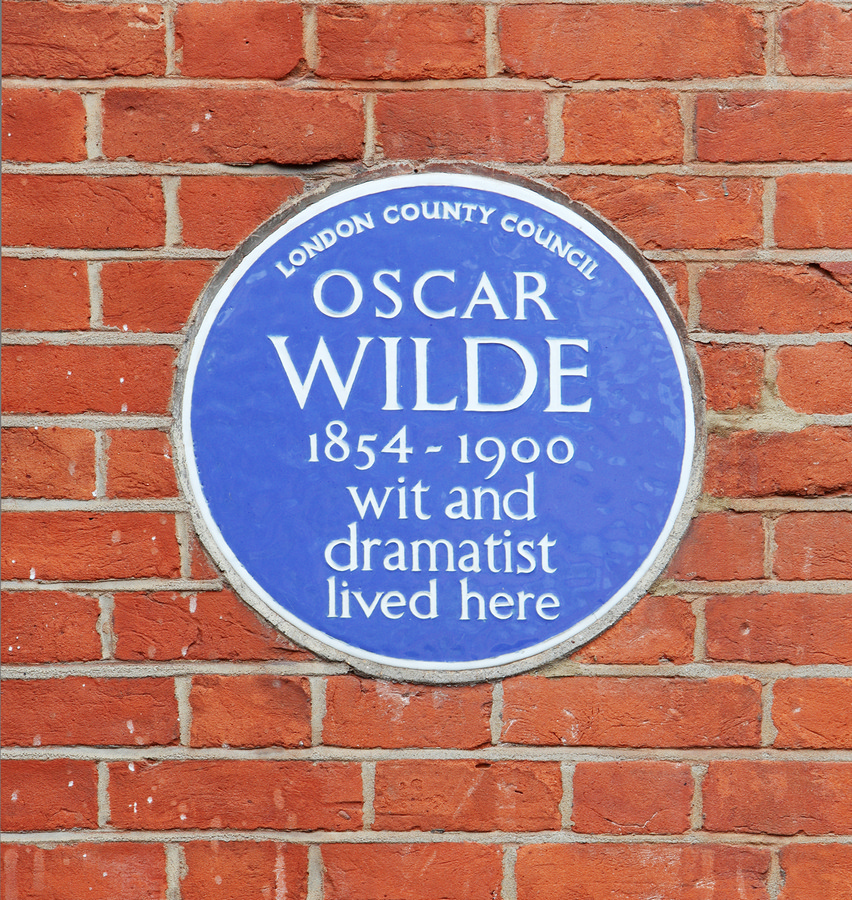 LONDON COUNTY COUNCIL
OSCAR
WILDE
1854 - 1900
wit and
dramatist
lived here